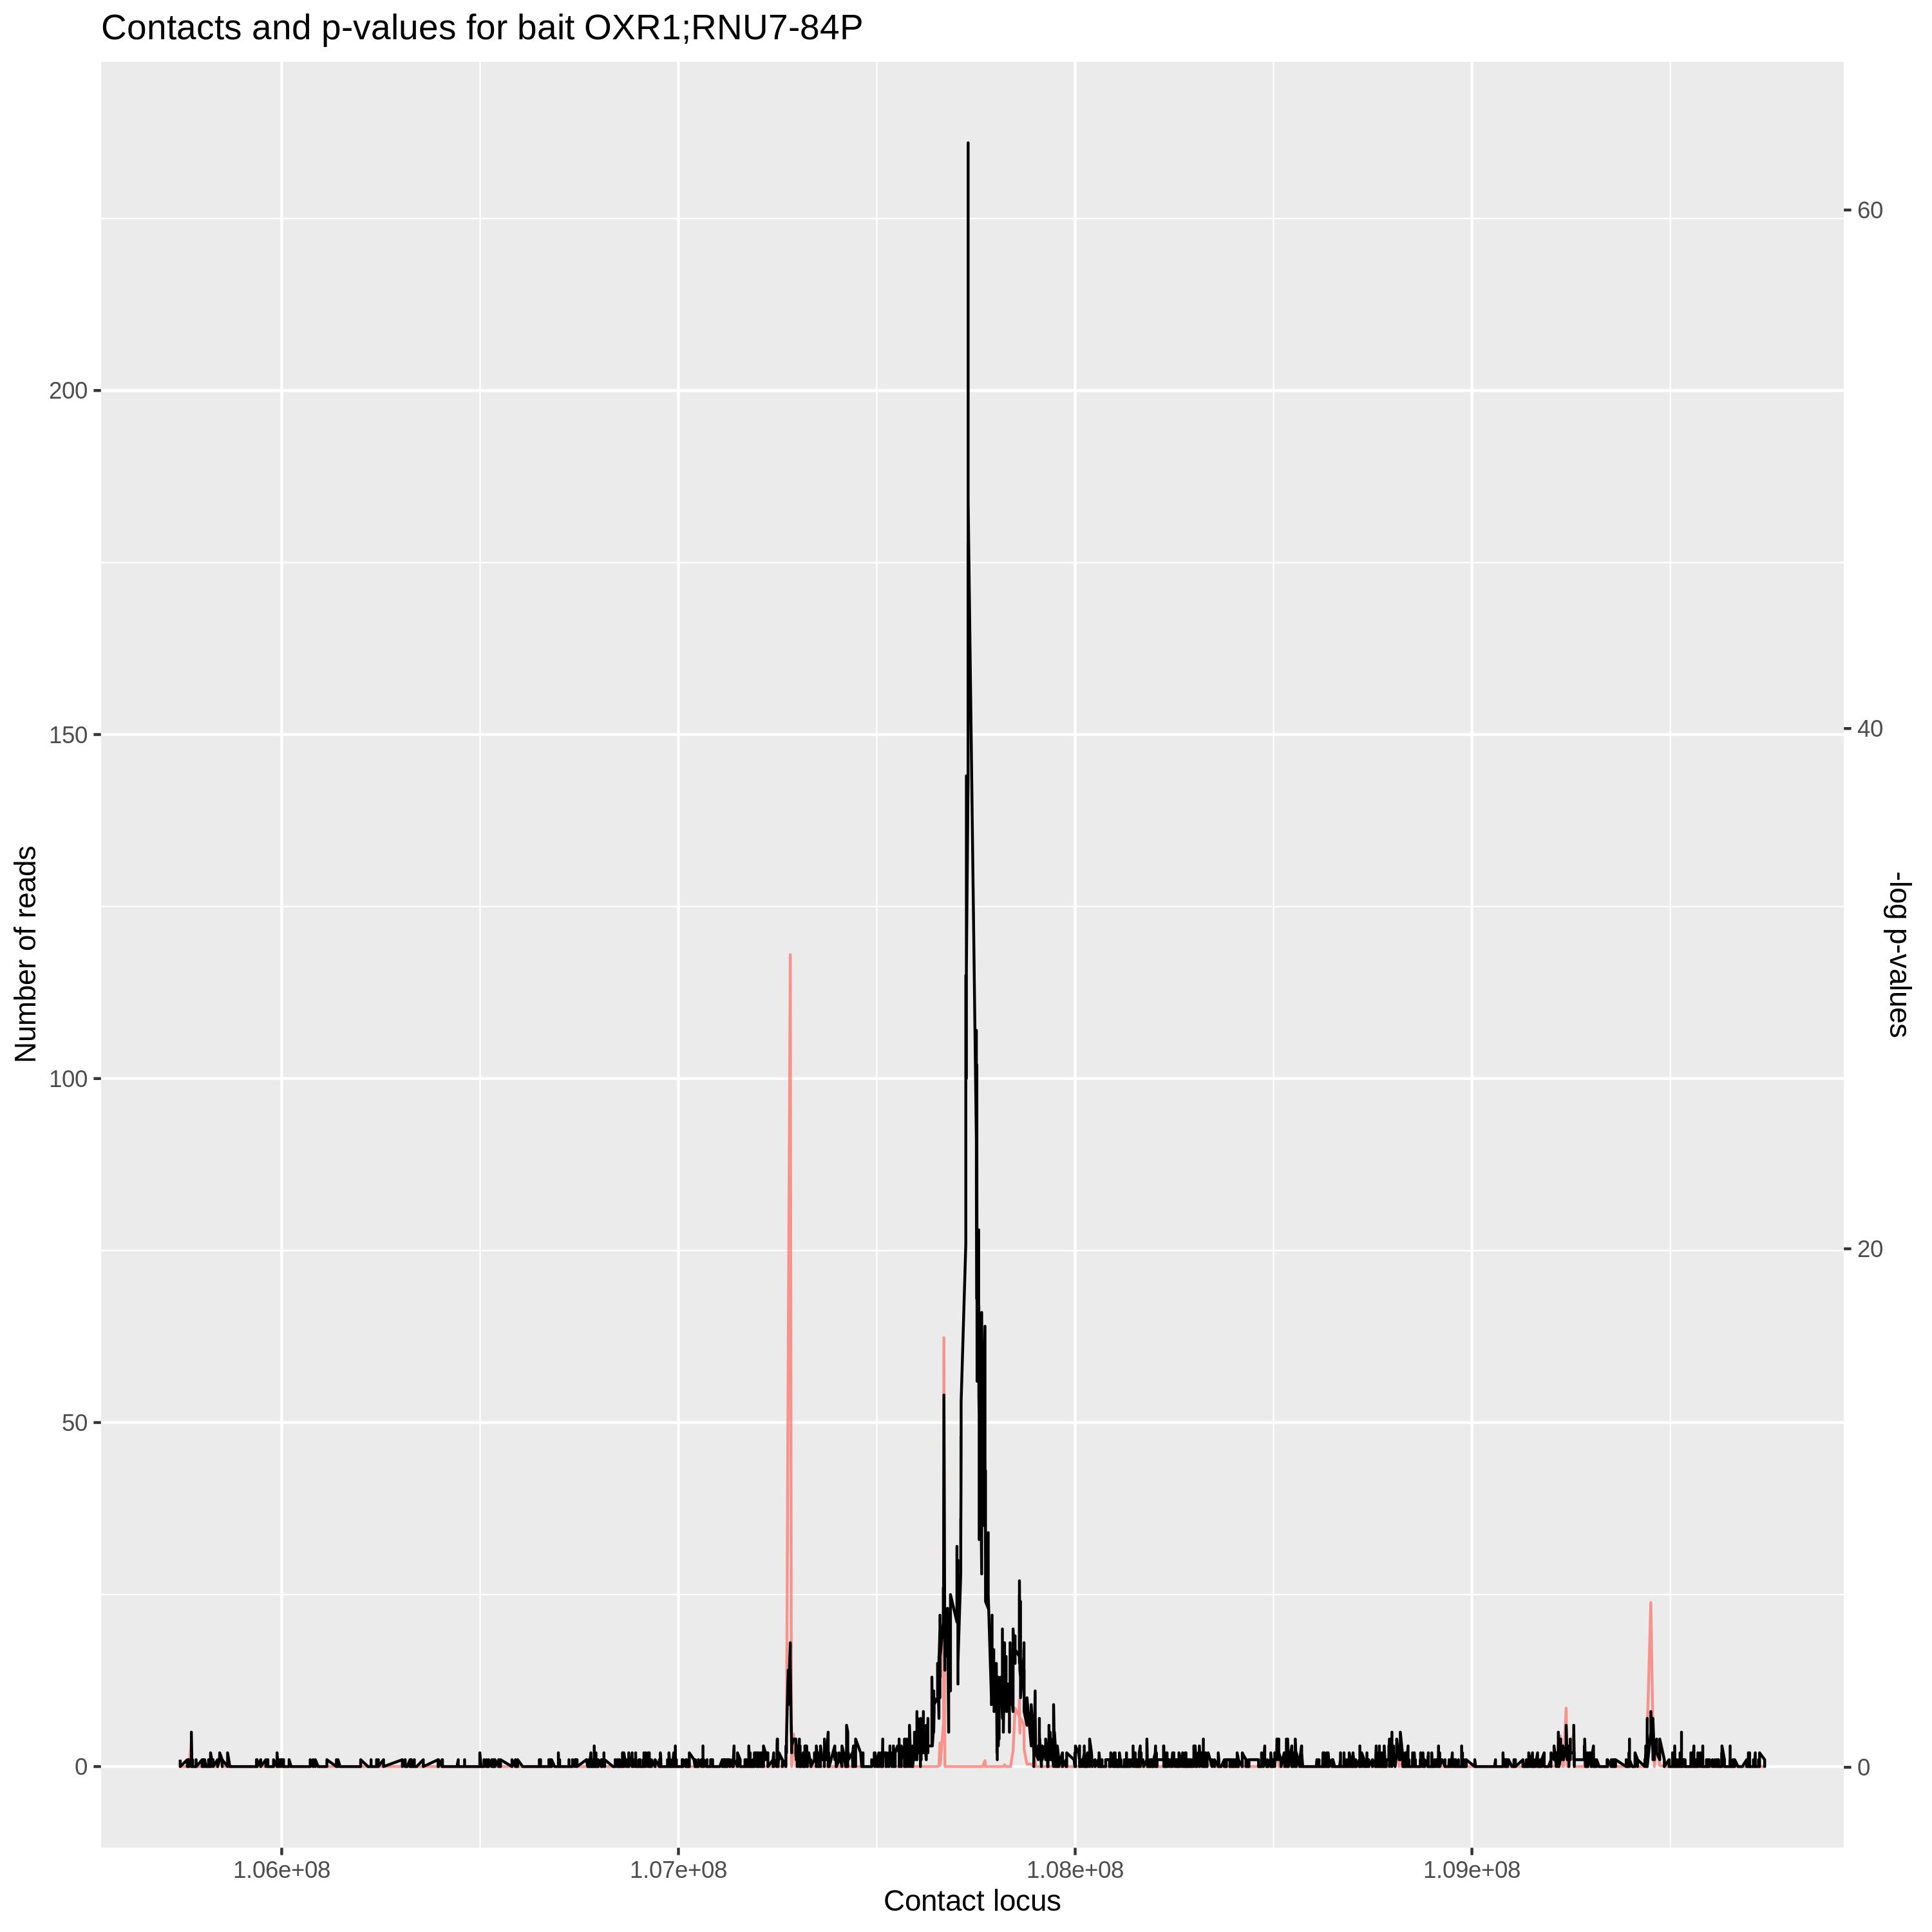 Contacts and p-values for bait OXR1;RNU7-84P
200
150
100
50
0
Number of reads
60
40
20
0
-log p-values
1.06e+08 1.07e+08 1.08e+08 1.09e+08
Contact locus